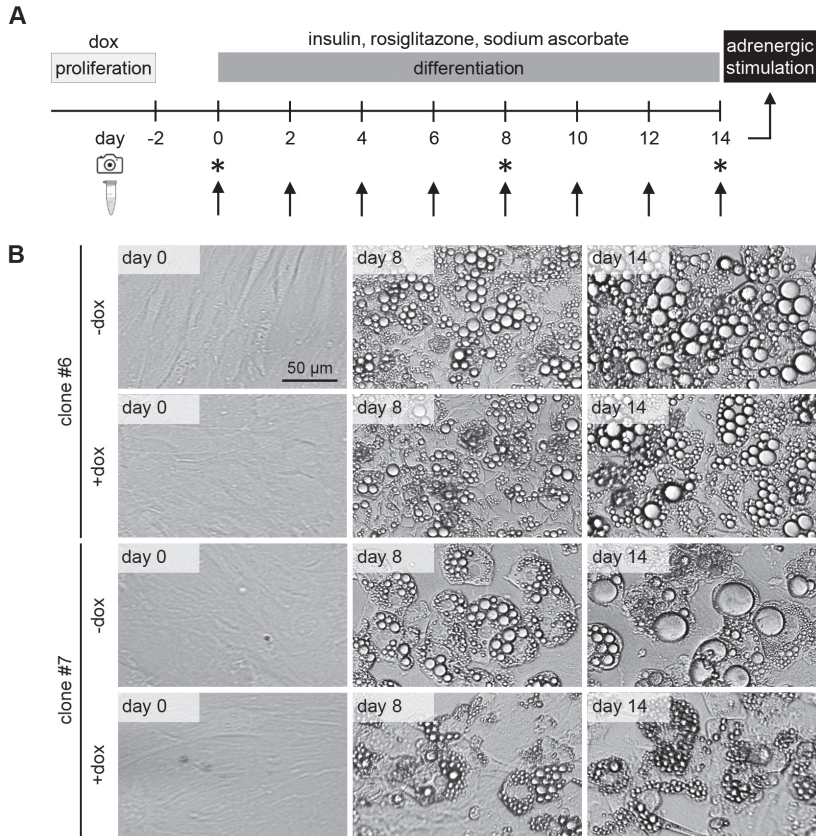 A
dox
proliferation
insulin, rosiglitazone, sodium ascorbate
differentiation
adrenergic
stimulation
day -2 0 2 4 6 8 10 12 14
* * *
B
clone #6
-dox
day 0 day 8 day 14
50 µm
+dox
day 0 day 8 day 14
clone #7
-dox
day 0 day 8 day 14
+dox
day 0 day 8 day 14